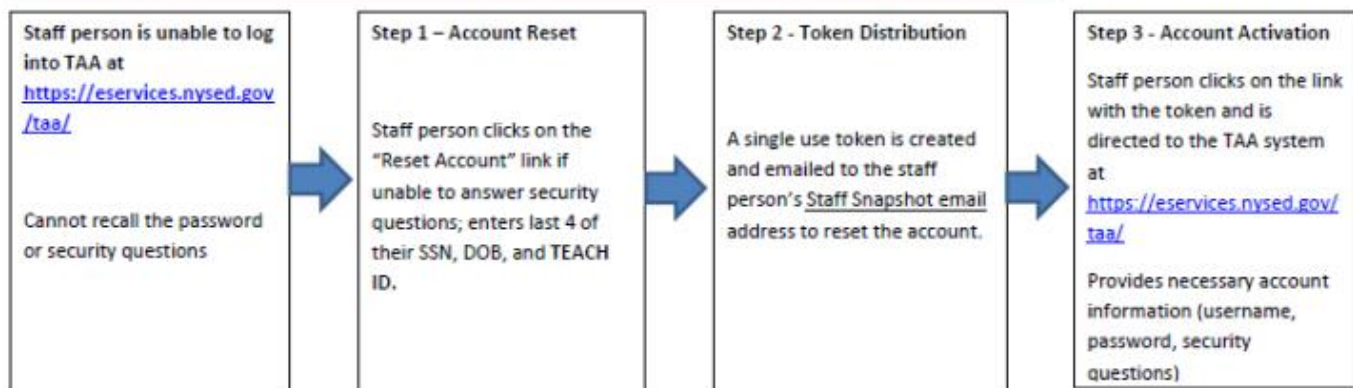 Staff person is unable to log
into TAA at
https://eservices.nysed.gov
/taa/
Cannot recall the password
or security questions
Step 1 – Account Reset
Staff person clicks on the
“Reset Account” link if
unable to answer security
questions; enters last 4 of
their SSN, DOB, and TEACH
ID.
Step 2 - Token Distribution
A single use token is created
and emailed to the staff
person’s Staff Snapshot email
address to reset the account.
Step 3 - Account Activation
Staff person clicks on the link
with the token and is
directed to the TAA system
at
https://eservices.nysed.gov/
taa/
Provides necessary account
information (username,
password, security
questions)